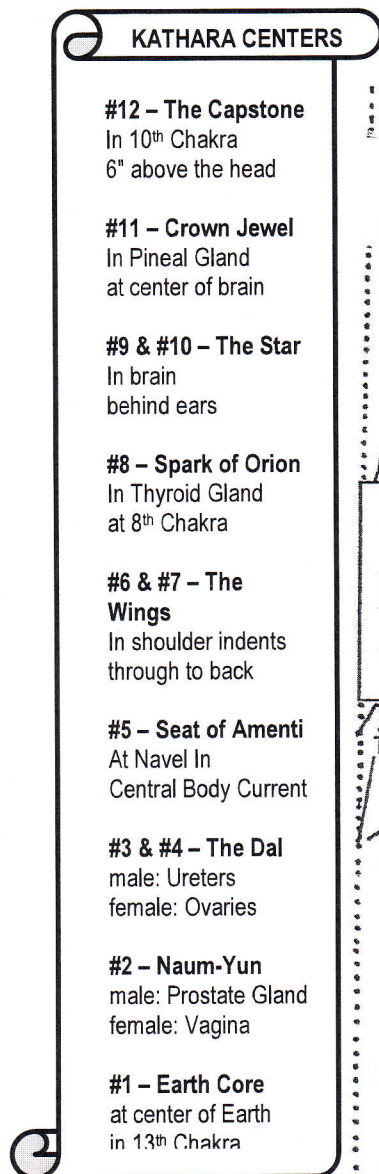 KATHARA CENTERS
#12 – The Capstone
In 10th Chakra
6" above the head
#11 – Crown Jewel
In Pineal Gland
at center of brain
#9 & #10 – The Star
In brain
behind ears
#8 – Spark of Orion
In Thyroid Gland
at 8th Chakra
#6 & #7 – The
Wings
In shoulder indents
through to back
#5 – Seat of Amenti
At Navel In
Central Body Current
#3 & #4 – The Dal
male: Ureters
female: Ovaries
#2 – Naum-Yun
male: Prostate Gland
female: Vagina
#1 – Earth Core
at center of Earth
in 13th Chakra